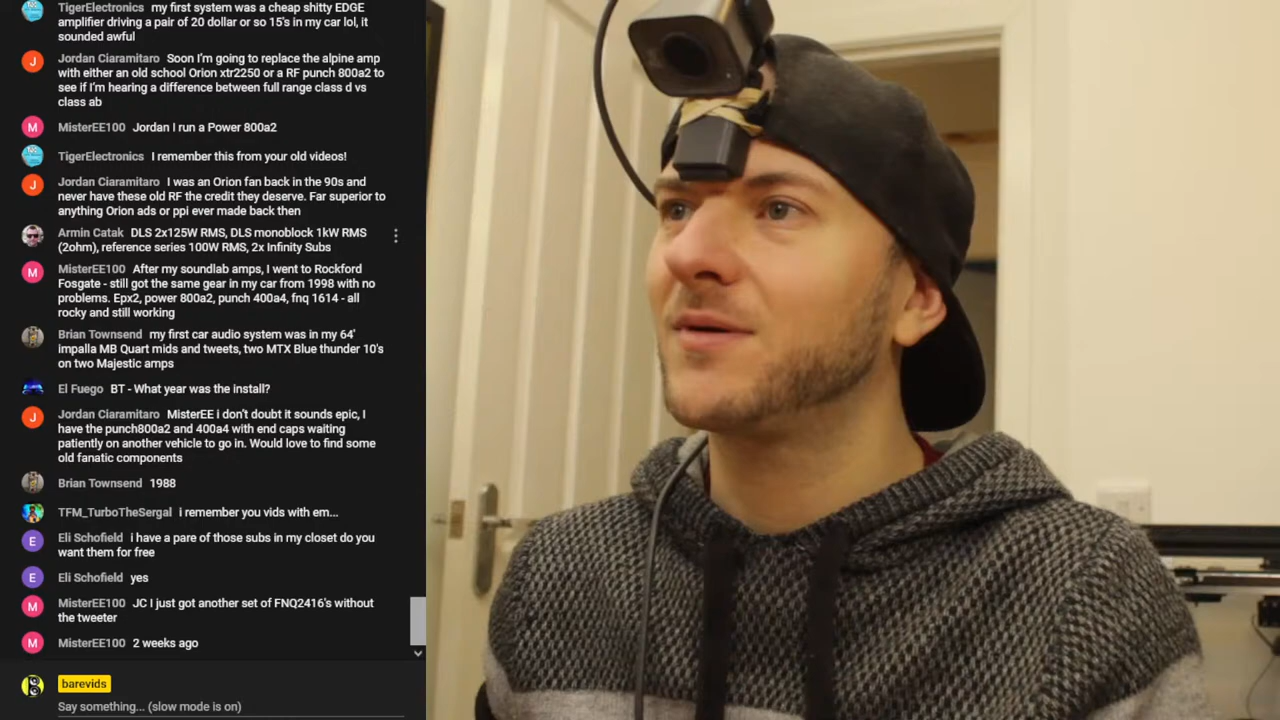 TigerElectronics my first system was a cheap shitty EDGE
amplifier driving a pair of 20 dollar or so 15's in my car lol, it
sounded awful
Jordan Ciaramitaro Soon I'm going to replace the alpine amp
with either an old school Orion xtr2250 or a RF punch 800a2 to
see if I'm hearing a difference between full range class d vs
class ab
M
MisterEE100 Jordan I run a Power 800a2
TigerElectronics I remember this from your old videos!
J
Jordan Ciaramitaro I was an Orion fan back in the 90s and
never have these old RF the credit they deserve. Far superior to
anything Orion ads or ppi ever made back then
Armin Catak DLS 2x125W RMS, DLS monoblock 1kW RMS
(2ohm), reference series 100W RMS, 2x Infinity Subs
M
MisterEE100 After my soundlab amps, I went to Rockford
Fosgate - still got the same gear in my car from 1998 with no
problems. Epx2, power 800a2, punch 400a4, fnq 1614 - all
rocky and still working
Brian Townsend my first car audio system was in my 64'
impalla MB Quart mids and tweets, two MTX Blue thunder 10's
on two Majestic amps
El Fuego BT - What year was the install?
J
Jordan Ciaramitaro MisterEE i don't doubt it sounds epic, I
have the punch800a2 and 400a4 with end caps waiting
patiently on another vehicle to go in. Would love to find some
old fanatic components
Brian Townsend 1988
TFM_TurboTheSergal i remember you vids with em...
E
Eli Schofield i have a pare of those subs in my closet do you
want them for free
E
Eli Schofield yes
M
MisterEE100 JC I just got another set of FNQ2416's without
the tweeter
M
MisterEE100 2 weeks ago
barevids
Say something... (slow mode is on)